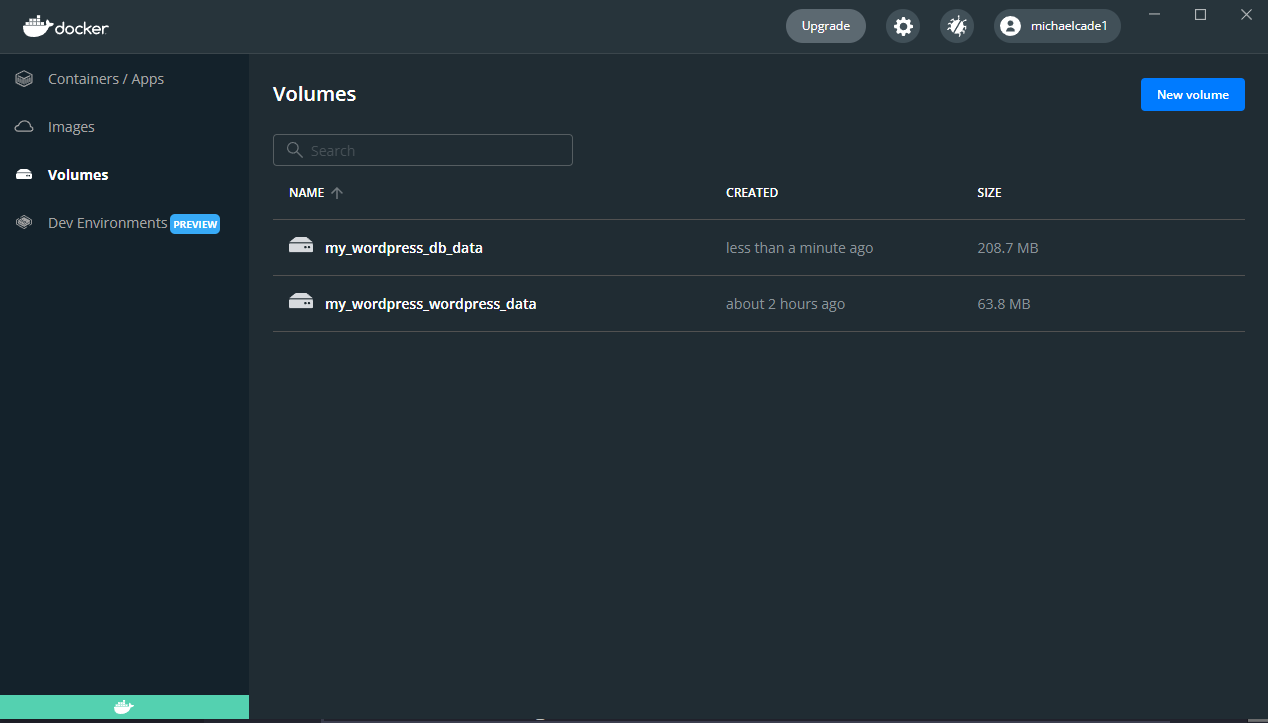 docker
Upgrade
michaelcade1
Containers / Apps
Images
Volumes
Dev Environments PREVIEW
Volumes
New volume
Search
NAME CREATED SIZE
my_wordpress_db_data less than a minute ago 208.7 MB
my_wordpress_wordpress_data about 2 hours ago 63.8 MB